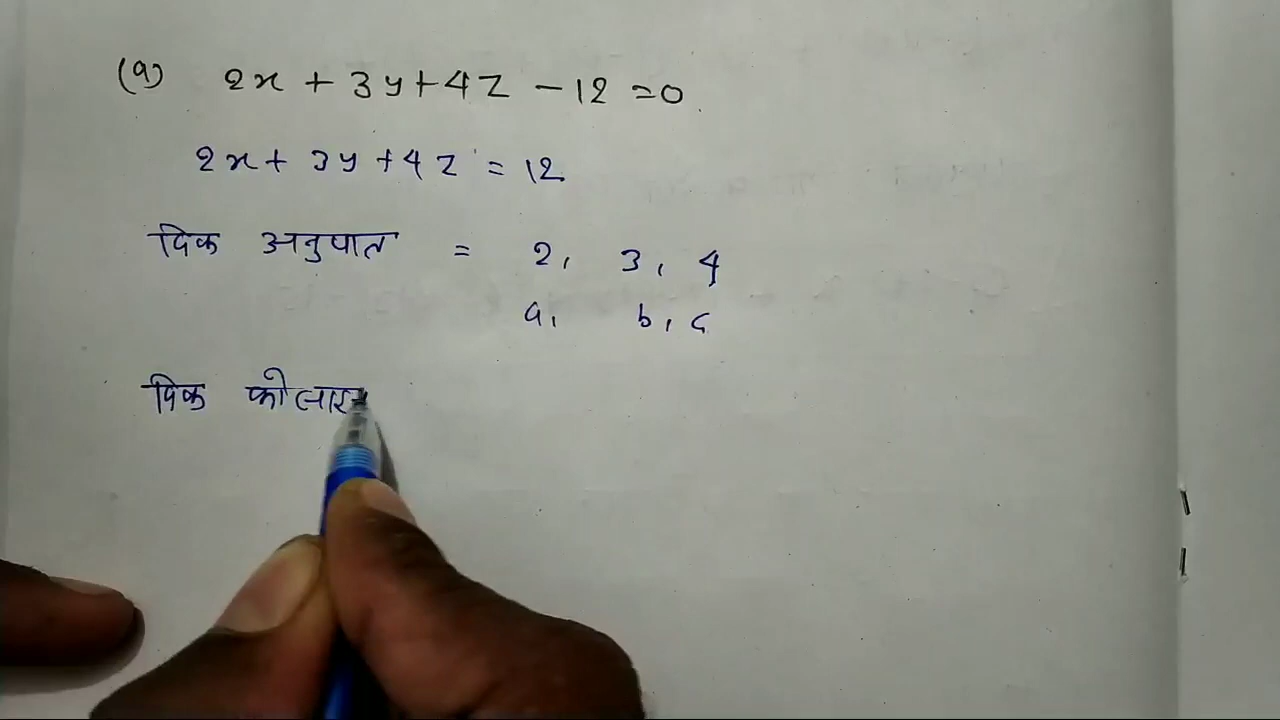 (a) 2x + 3y + 4z - 12 = 0
2x + 3y + 4z = 12
दिक अनुपात = 2, 3, 4
a, b, c
दिक कोसाइ